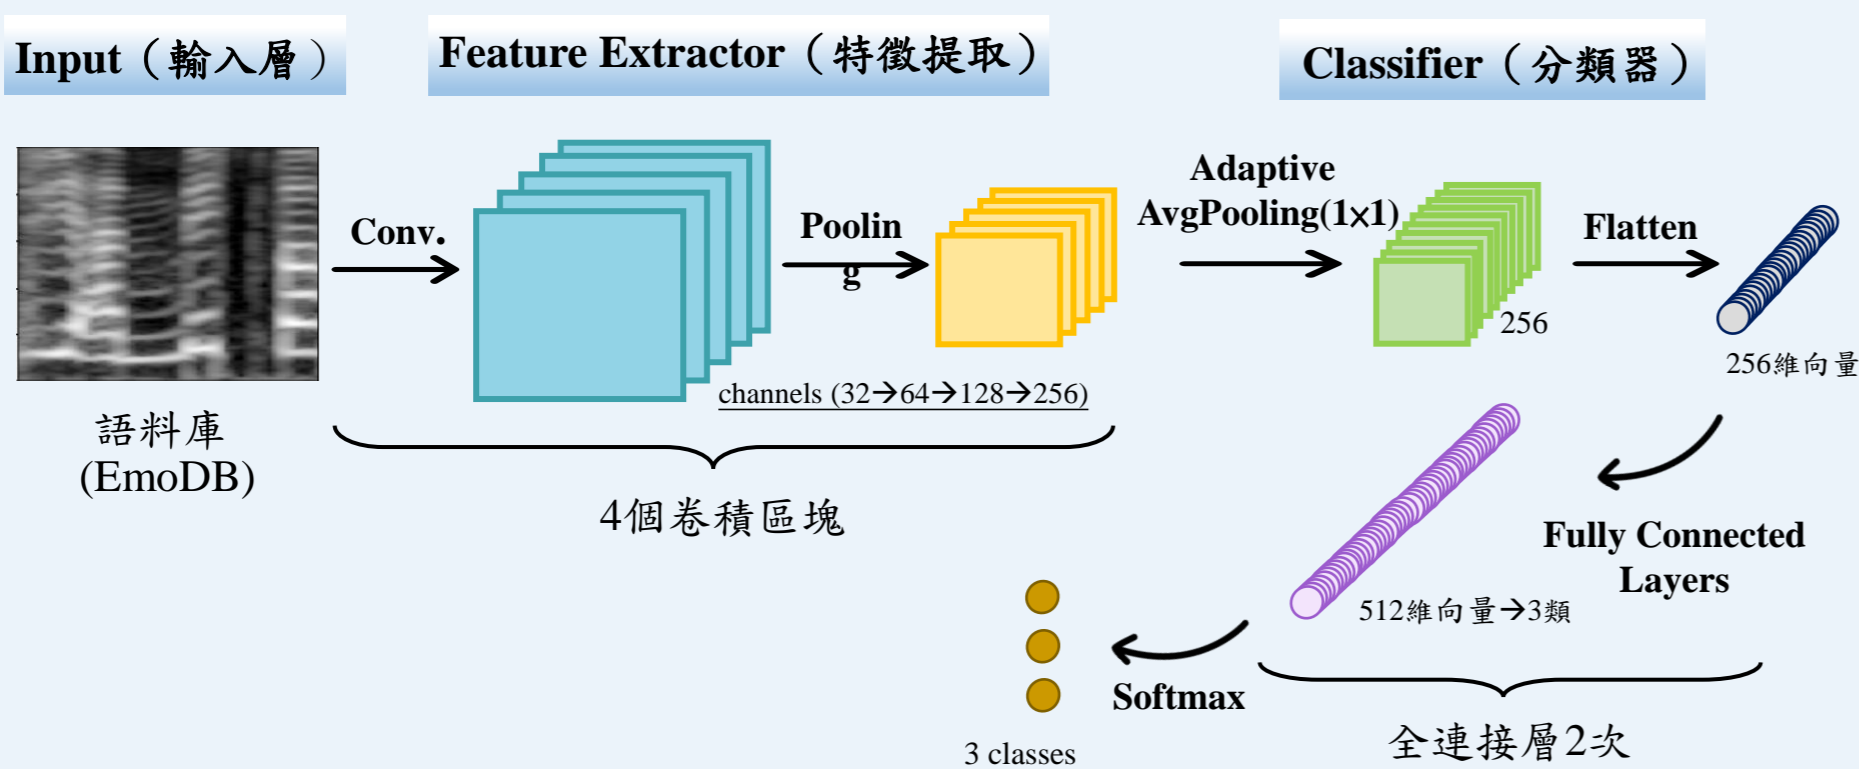 Input（輸入層）
Feature Extractor（特徵提取）
Classifier（分類器）
Conv.
Poolin
g
Adaptive
AvgPooling(1×1)
Flatten
256
256維向量
channels (32→64→128→256)
語料庫
(EmoDB)
4個卷積區塊
Fully Connected
Layers
512維向量→3類
Softmax
3 classes
全連接層2次